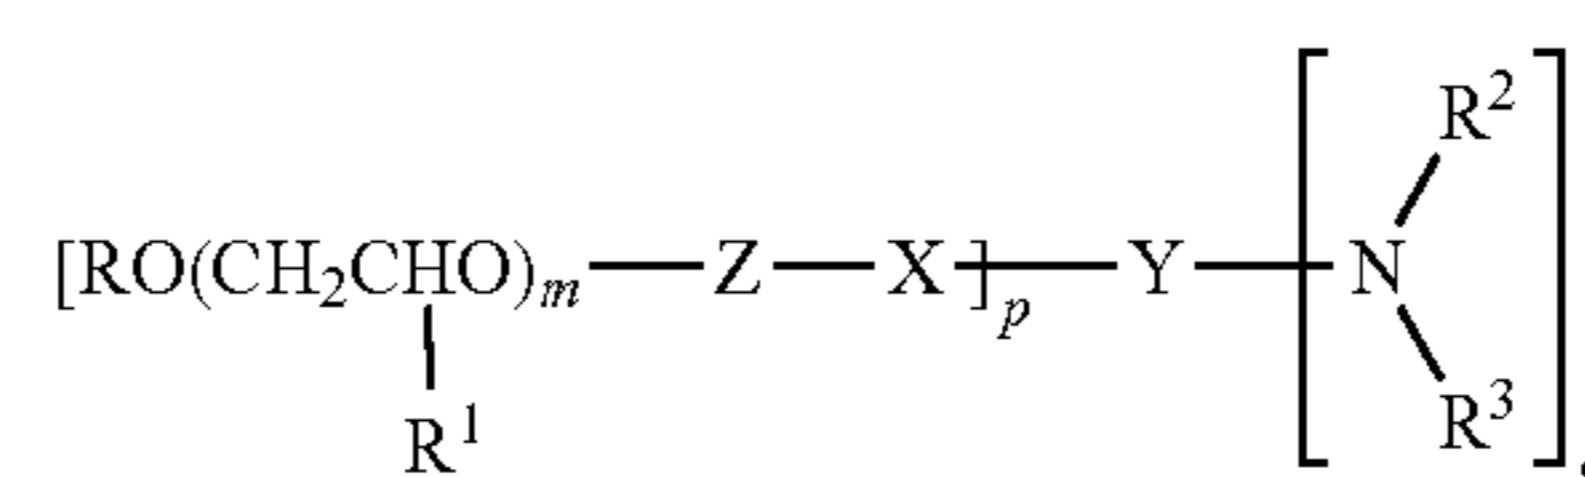 R²
[RO(CH₂CHO)ₘ—Z—X]ₚ—Y—[N]
R¹
R³